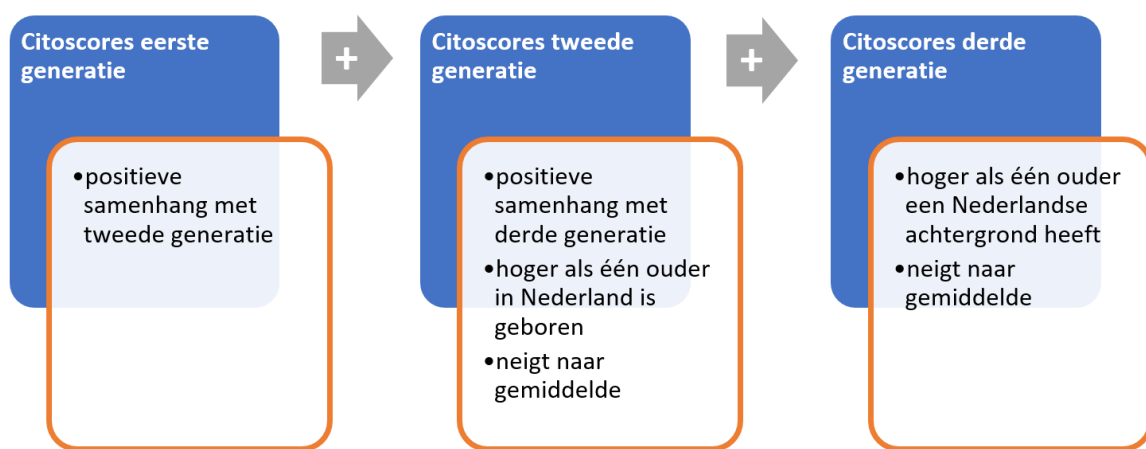 Citoscores eerste
generatie
•positieve
samenhang met
tweede generatie
+
Citoscores tweede
generatie
•positieve
samenhang met
derde generatie
•hoger als één ouder
in Nederland is
geboren
•neigt naar
gemiddelde
+
Citoscores derde
generatie
•hoger als één ouder
een Nederlandse
achtergrond heeft
•neigt naar
gemiddelde